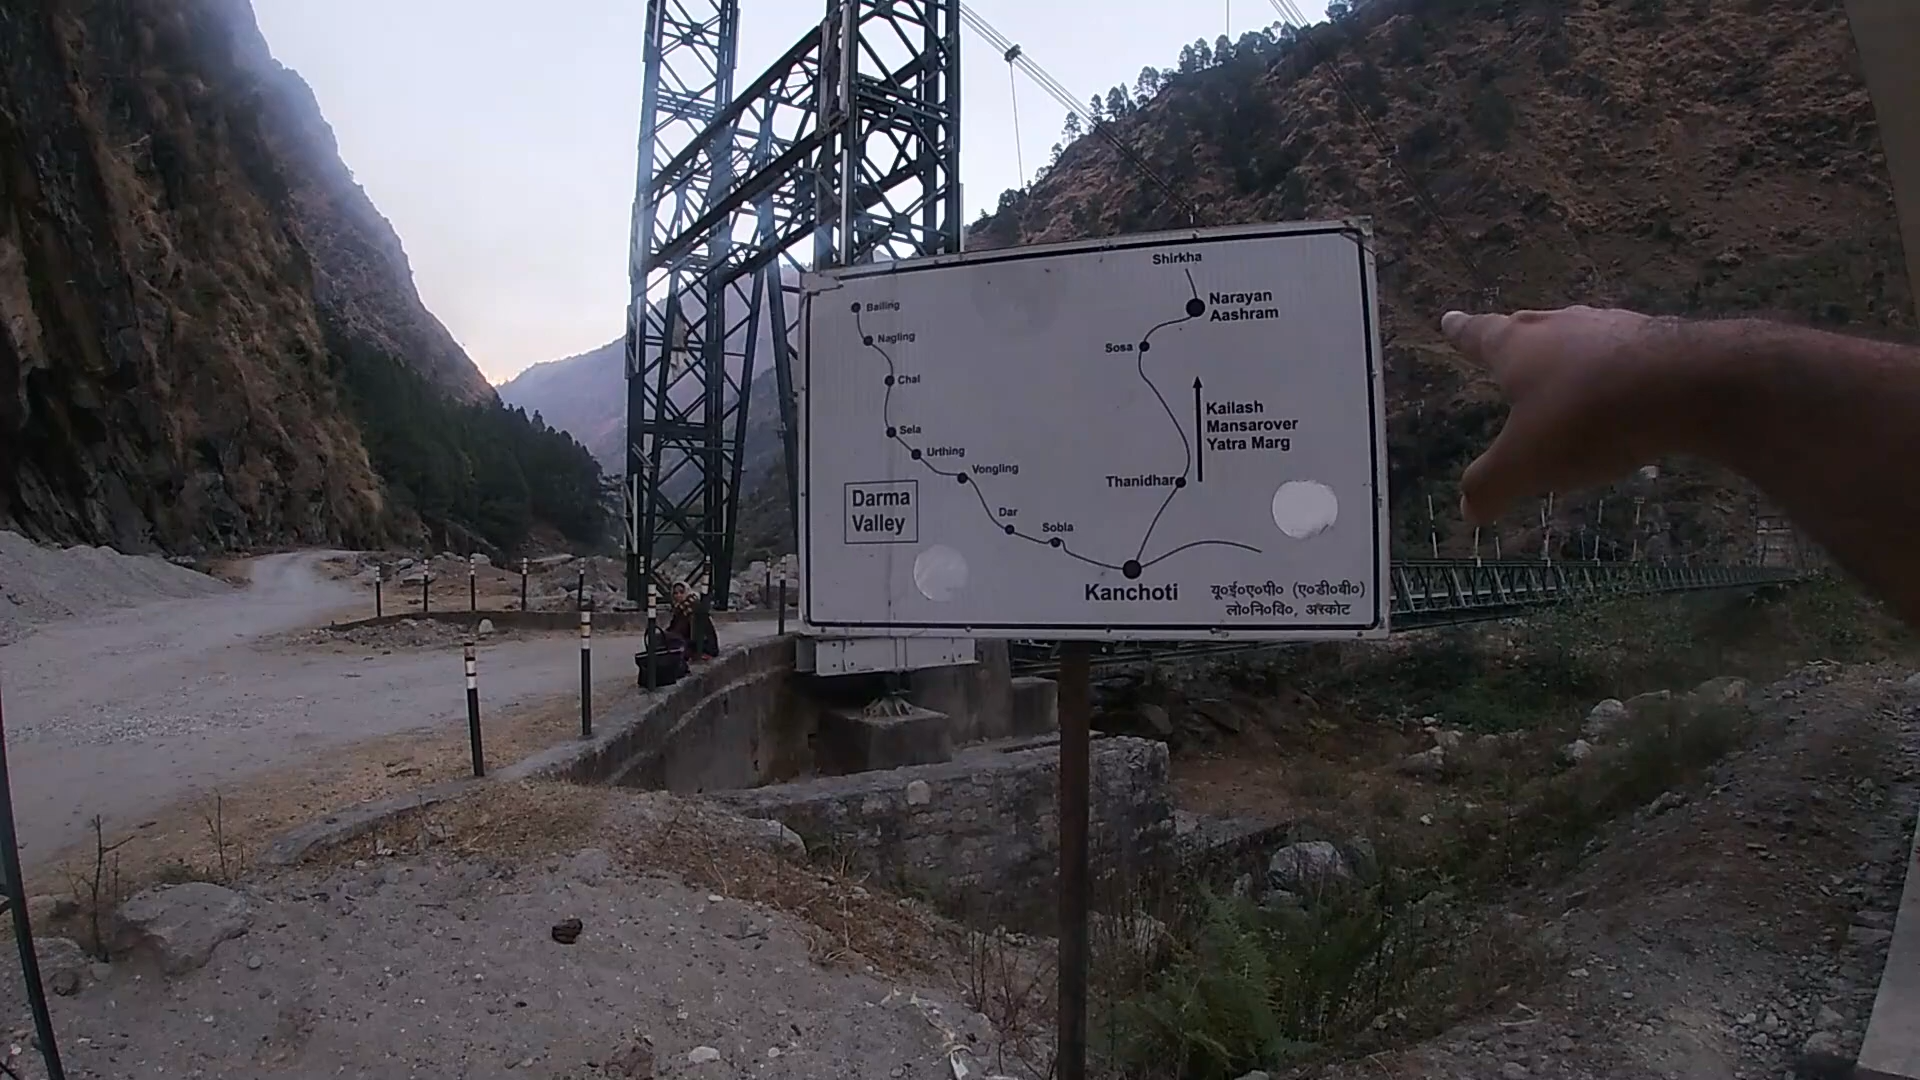 Shirkha
Bailing
Narayan
Aashram
Nagling
Sosa
Chal
Kailash
Mansarover
Yatra Marg
Sela
Urthing
Vongling
Thanidhar
Darma
Valley
Dar
Sobla
Kanchoti
यू०ई०ए०पी० (ए०डी०बी०)
लो०नि०वि०, अस्कोट